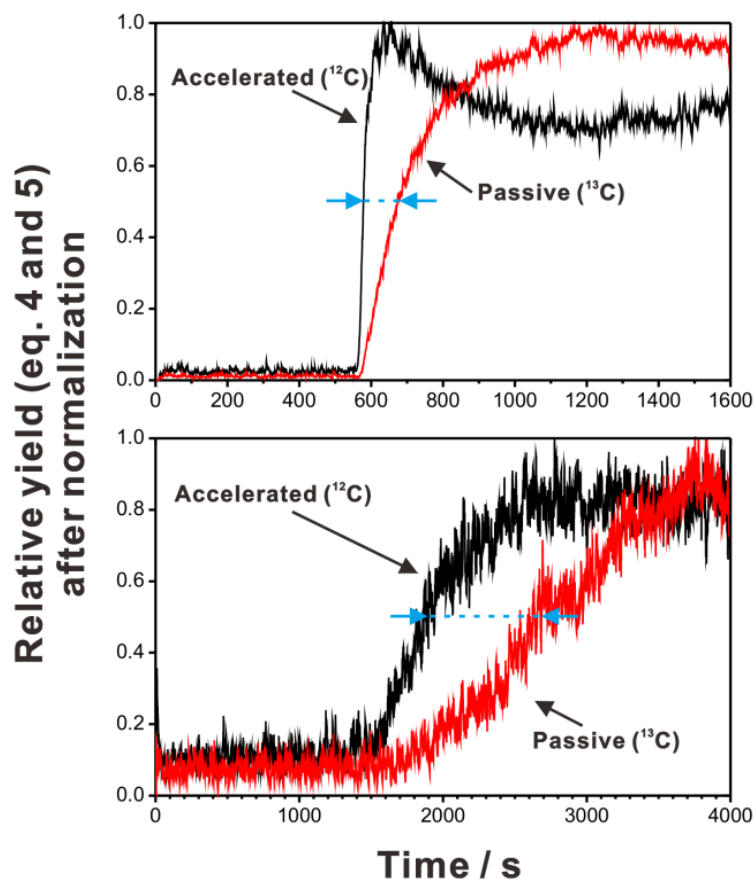 Relative yield (eq. 4 and 5)
after normalization
1.0
0.8
0.6
0.4
0.2
0.0
Accelerated (¹²C)
Passive (¹³C)
0 200 400 600 800 1000 1200 1400 1600
1.0
0.8
0.6
0.4
0.2
0.0
Accelerated (¹²C)
Passive (¹³C)
0 1000 2000 3000 4000
Time / s